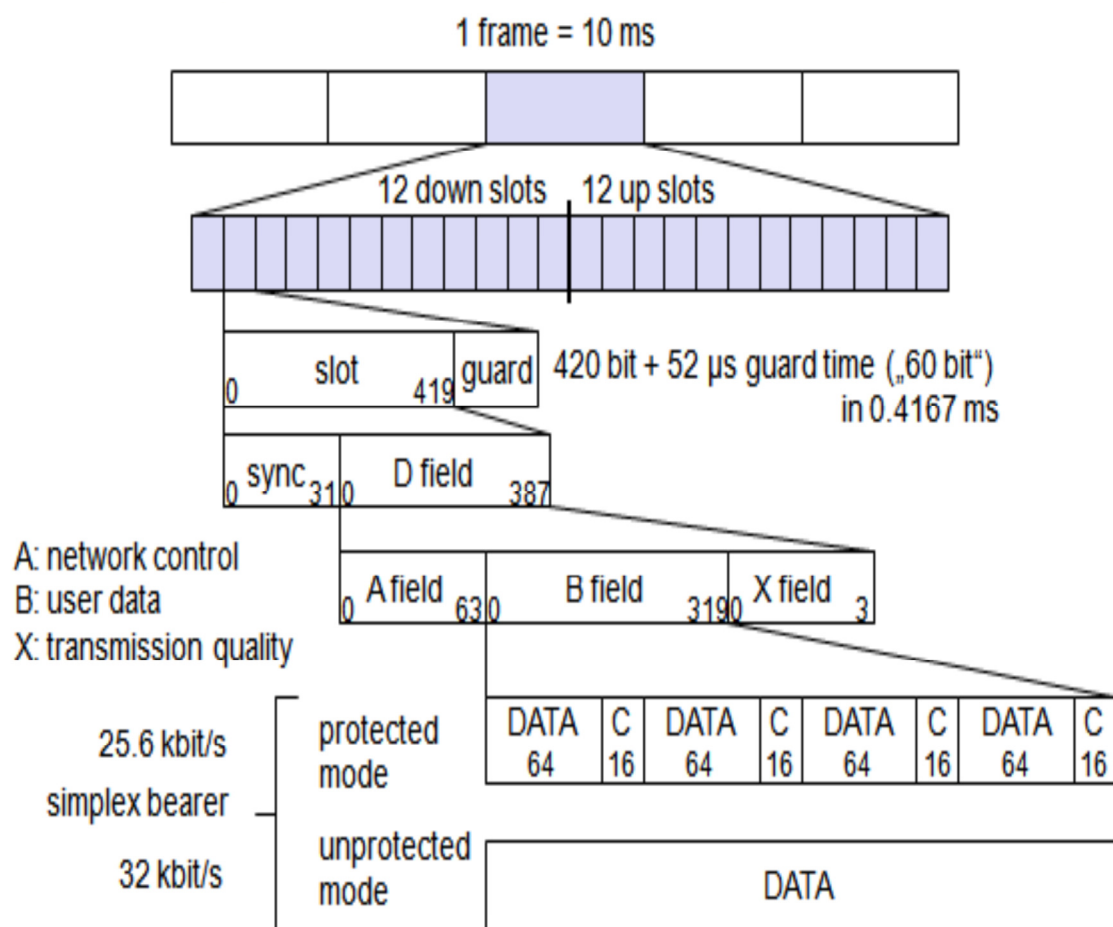 1 frame = 10 ms
12 down slots 12 up slots
slot guard
0 419
420 bit + 52 µs guard time („60 bit“)
in 0.4167 ms
sync D field
0 31 0 387
A: network control
B: user data
X: transmission quality
A field B field X field
0 63 0 319 0 3
25.6 kbit/s
simplex bearer
32 kbit/s
protected
mode
DATA C DATA C DATA C DATA C
64 16 64 16 64 16 64 16
unprotected
mode
DATA